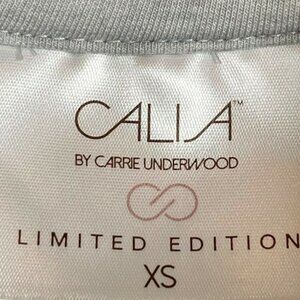 CALIA™
BY CARRIE UNDERWOOD
LIMITED EDITION
XS